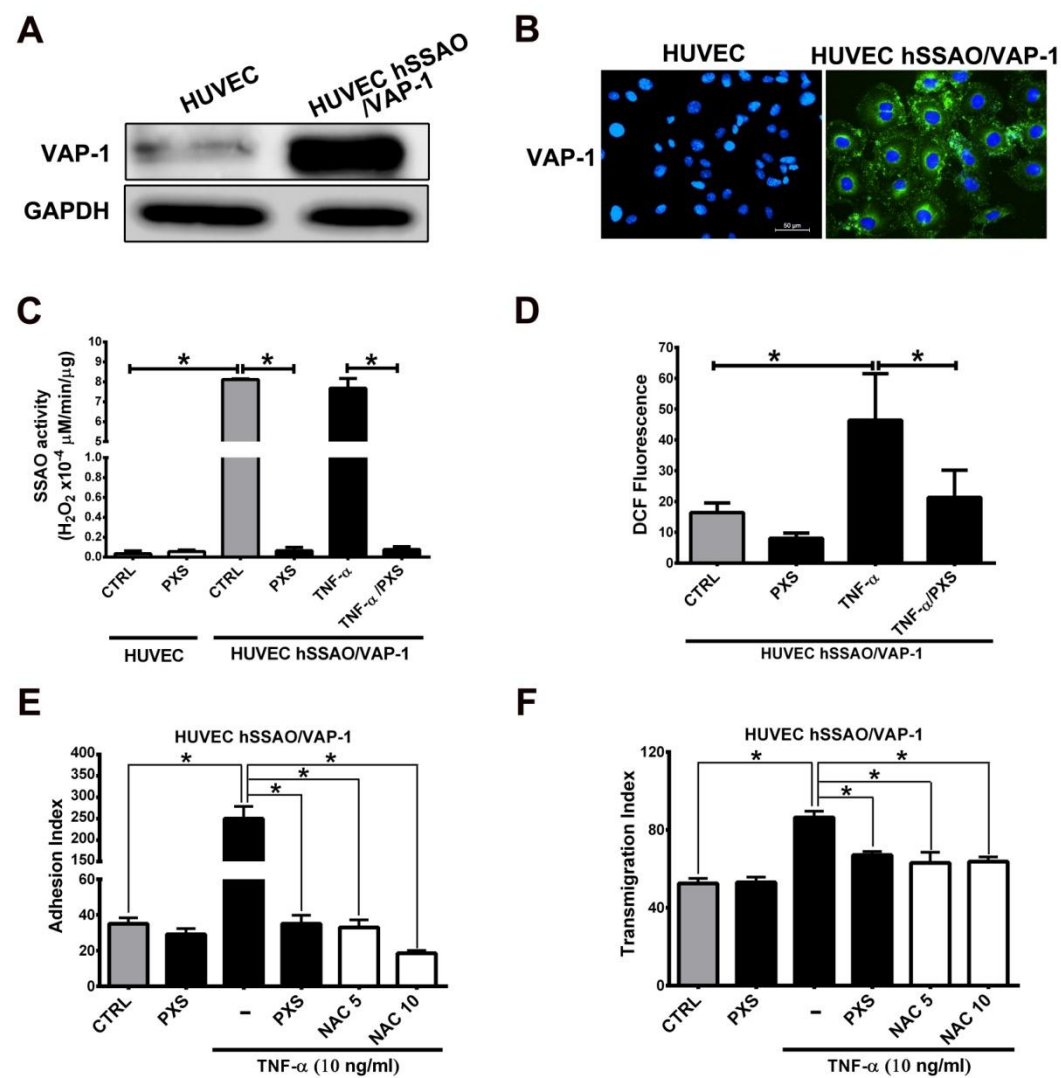 A
HUVEC
HUVEC hSSAO
/VAP-1
VAP-1
GAPDH
B
HUVEC
HUVEC hSSAO/VAP-1
VAP-1
50 µm
C
SSAO activity
(H₂O₂ x10⁻⁴ µM/min/µg)
9
8
7
6
5
1.0
0.8
0.6
0.4
0.2
0.0
*
*
*
CTRL
PXS
CTRL
PXS
TNF-α
TNF-α /PXS
HUVEC
HUVEC hSSAO/VAP-1
D
DCF Fluorescence
70
60
50
40
30
20
10
0
*
*
CTRL
PXS
TNF-α
TNF-α/PXS
HUVEC hSSAO/VAP-1
E
HUVEC hSSAO/VAP-1
Adhesion Index
400
350
300
250
200
150
60
40
20
0
*
*
*
*
CTRL
PXS
–
PXS
NAC 5
NAC 10
TNF-α (10 ng/ml)
F
HUVEC hSSAO/VAP-1
Transmigration Index
120
80
40
0
*
*
*
*
CTRL
PXS
–
PXS
NAC 5
NAC 10
TNF-α (10 ng/ml)